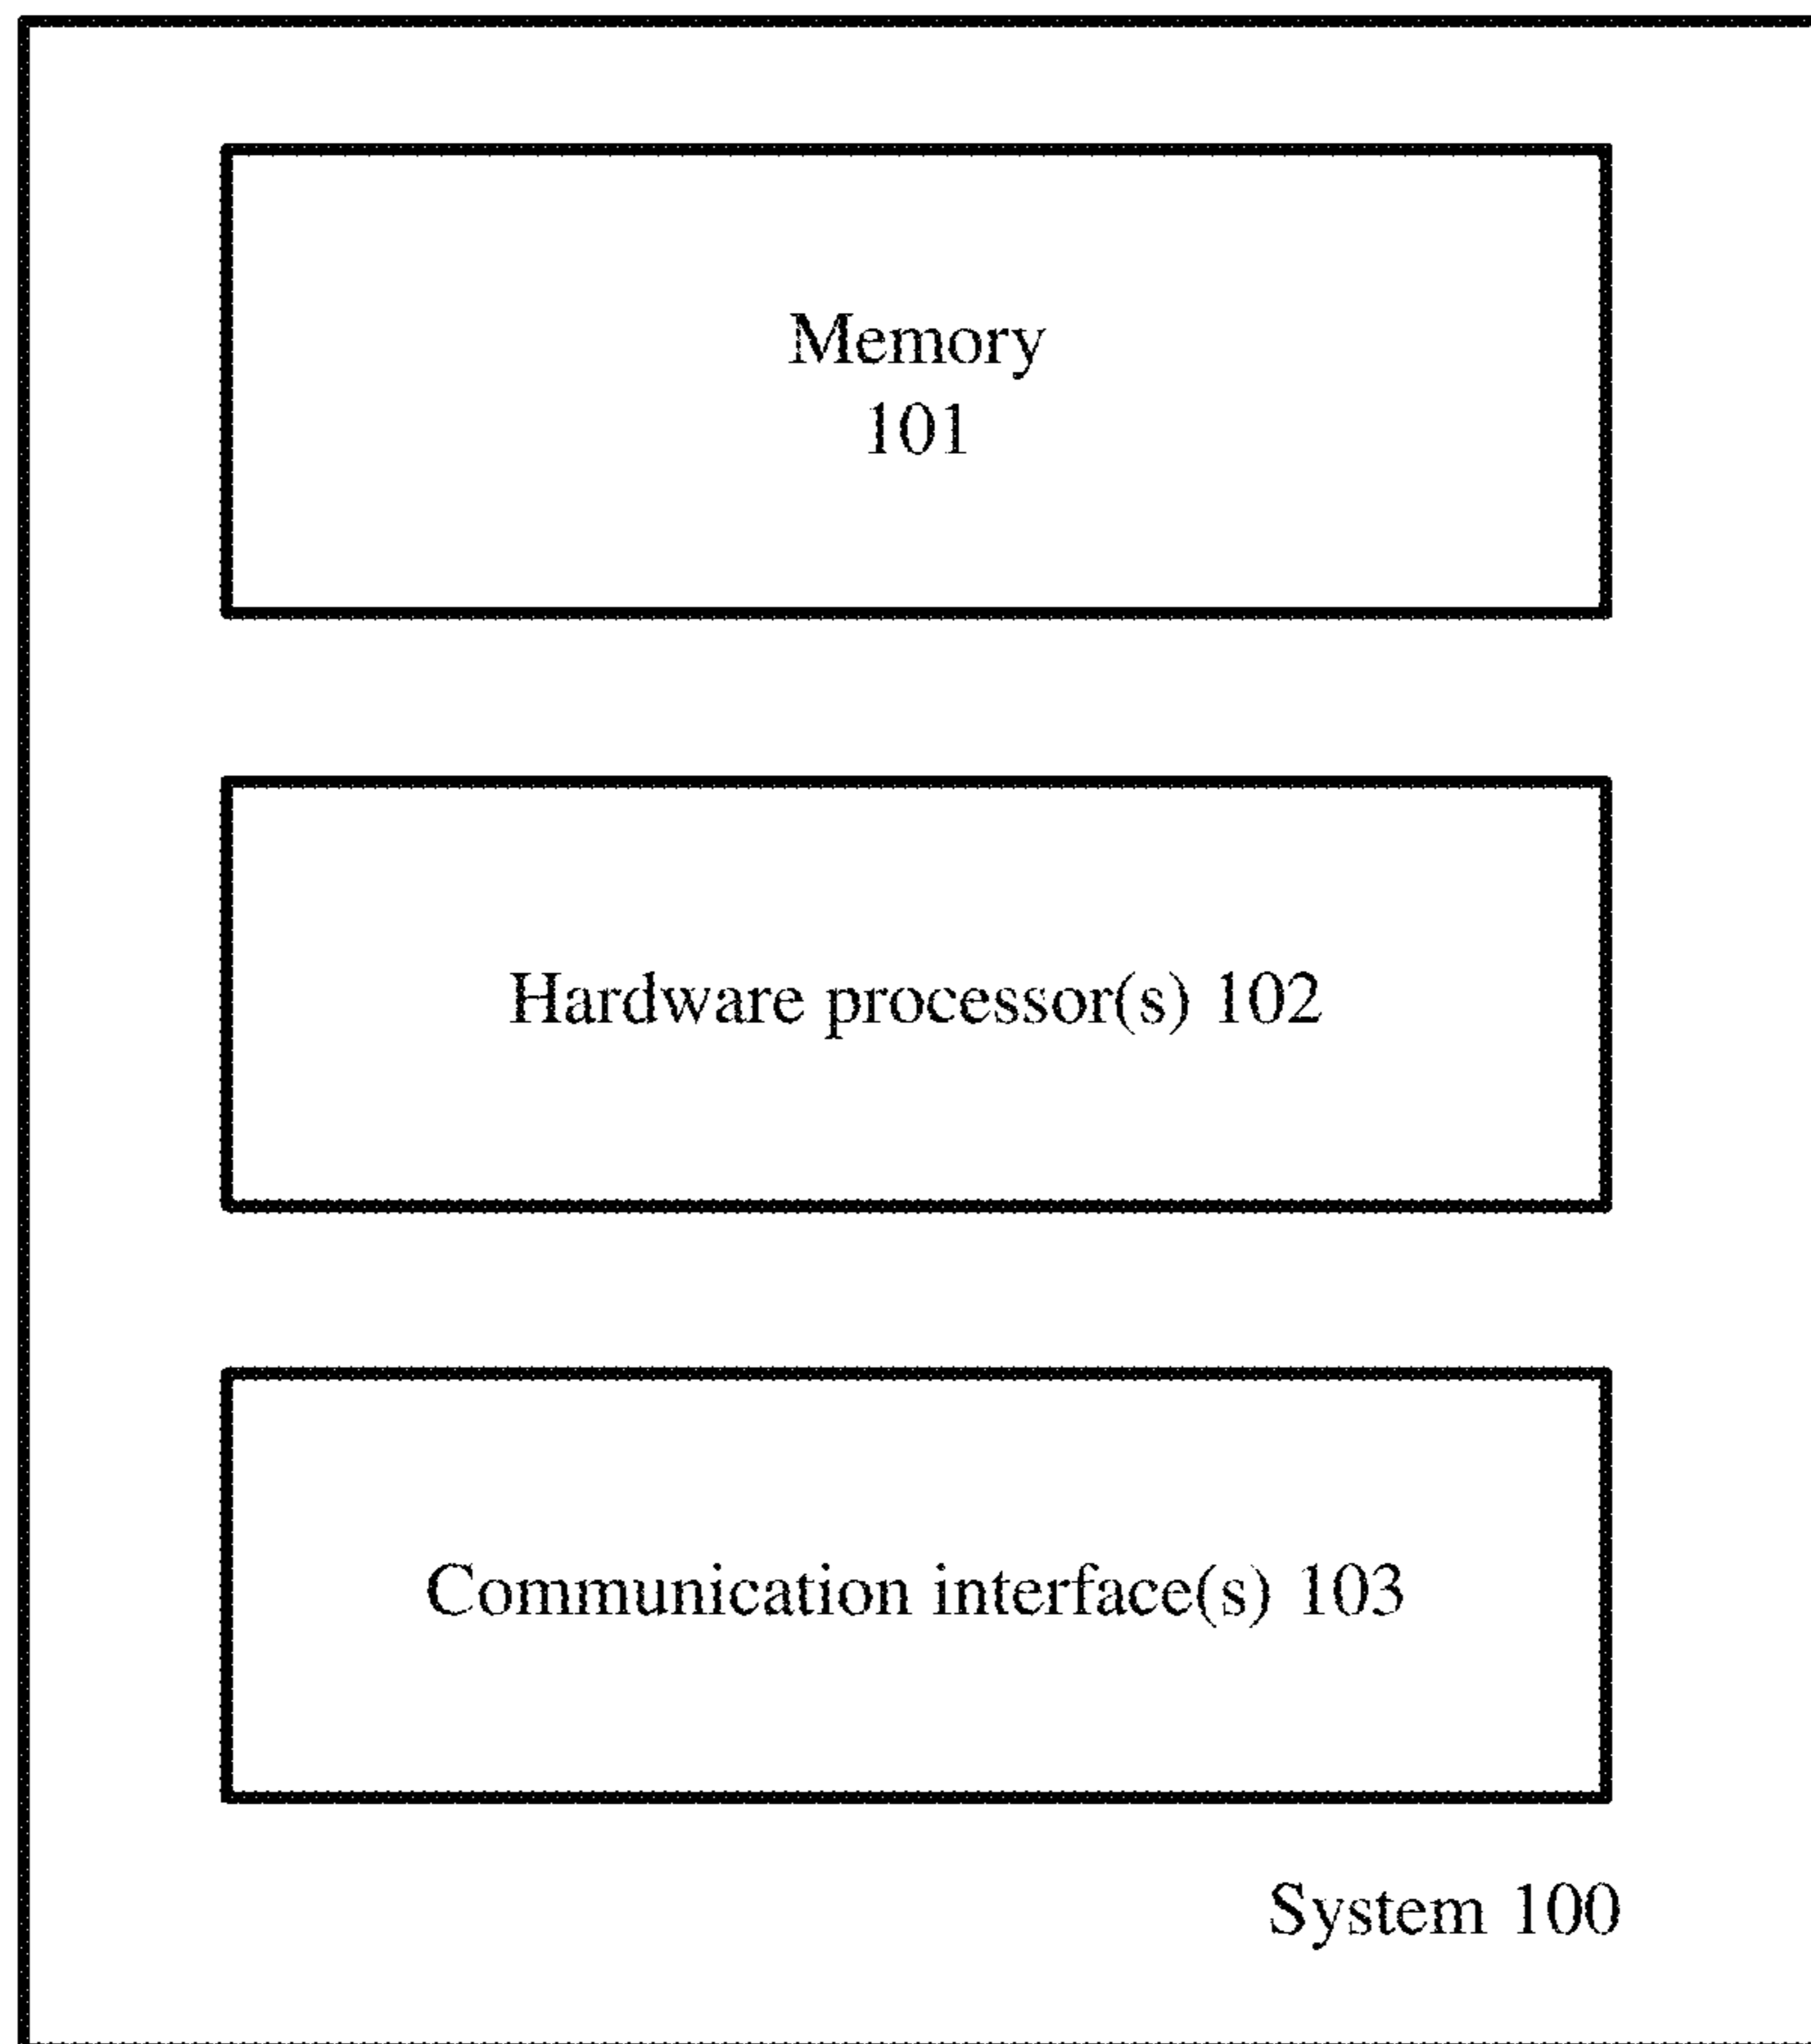 Memory
101
Hardware processor(s) 102
Communication interface(s) 103
System 100